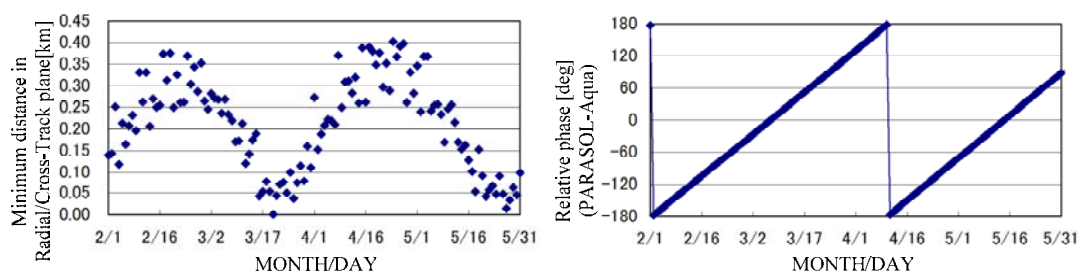 Minimum distance in
Radial/Cross-Track plane[km]
0.45
0.40
0.35
0.30
0.25
0.20
0.15
0.10
0.05
0.00
2/1 2/16 3/2 3/17 4/1 4/16 5/1 5/16 5/31
MONTH/DAY
Relative phase [deg]
(PARASOL-Aqua)
180
120
60
0
−60
−120
−180
2/1 2/16 3/2 3/17 4/1 4/16 5/1 5/16 5/31
MONTH/DAY